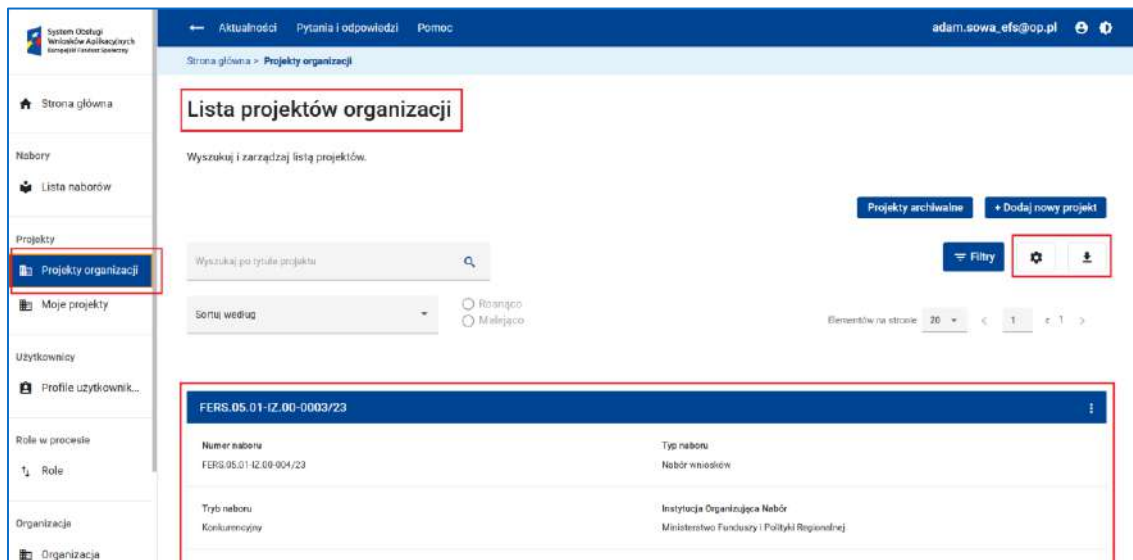 System Obsługi
Wniosków Aplikacyjnych
Europejski Fundusz Społeczny
← Aktualności Pytania i odpowiedzi Pomoc
adam.sowa_efs@op.pl
Strona główna > Projekty organizacji
Strona główna
Nabory
Lista naborów
Projekty
Projekty organizacji
Moje projekty
Użytkownicy
Profile użytkownik...
Role w procesie
Role
Organizacje
Organizacja
Lista projektów organizacji
Wyszukuj i zarządzaj listą projektów.
Projekty archiwalne
+ Dodaj nowy projekt
Wyszukaj po tytule projektu
Filtry
Sortuj według
Rosnąco
Malejąco
Elementów na stronie 20 < 1 z 1 >
FERS.05.01-IZ.00-0003/23
Numer naboru
FERS.05.01-IZ.00-004/23
Typ naboru
Nabór wniosków
Tryb naboru
Konkurencyjny
Instytucja Organizująca Nabór
Ministerstwo Funduszy i Polityki Regionalnej